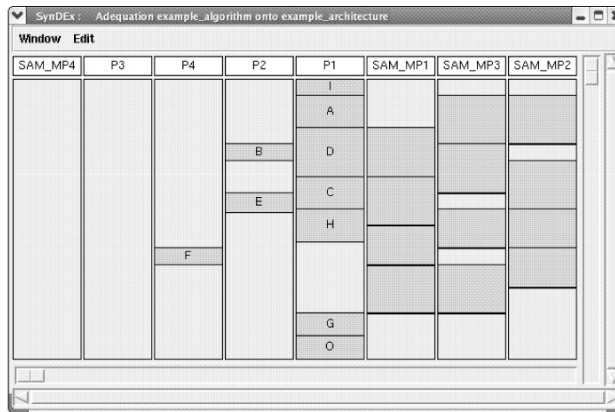 SynDEx : Adequation example_algorithm onto example_architecture
Window Edit
SAM_MP4 P3 P4 P2 P1 SAM_MP1 SAM_MP3 SAM_MP2
I
A
B D
C
E
H
F
G
O